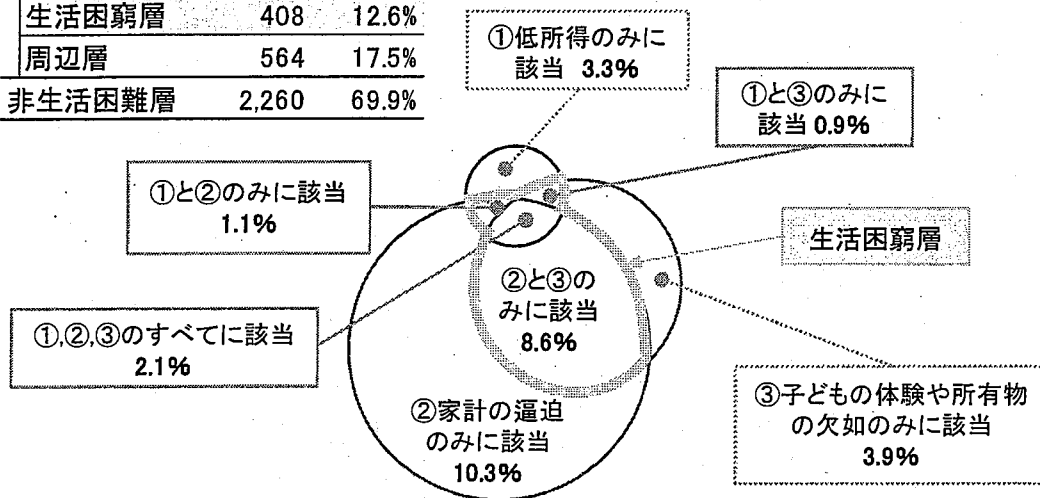 生活困窮層 408 12.6%
周辺層 564 17.5%
非生活困難層 2,260 69.9%
①低所得のみに
該当 3.3%
①と③のみに
該当 0.9%
①と②のみに該当
1.1%
生活困窮層
②と③の
みに該当
8.6%
①,②,③のすべてに該当
2.1%
③子どもの体験や所有物
の欠如のみに該当
3.9%
②家計の逼迫
のみに該当
10.3%